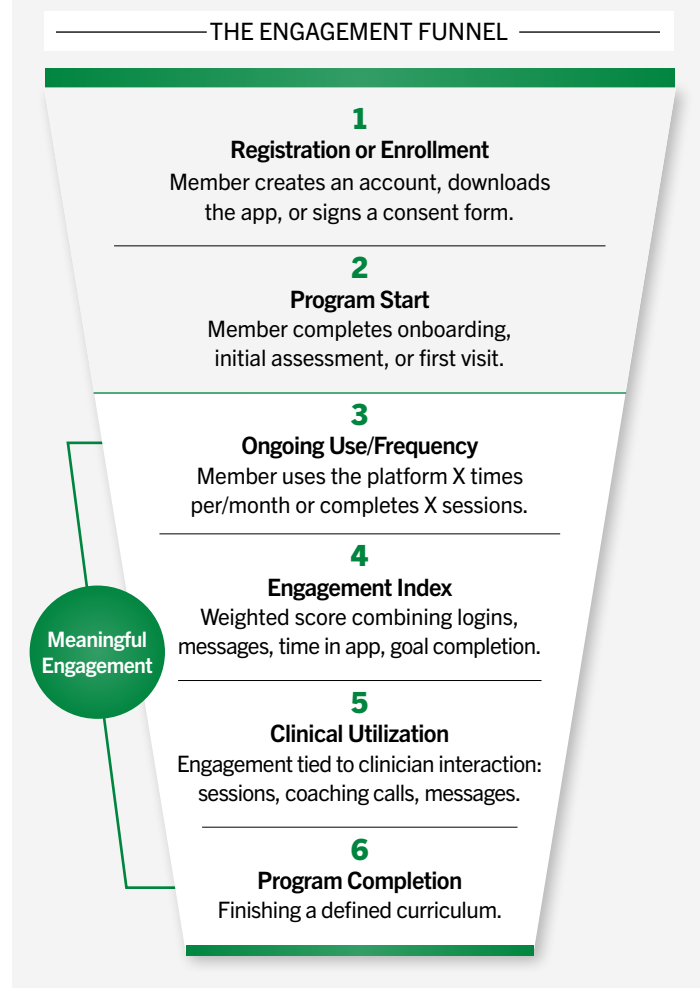 THE ENGAGEMENT FUNNEL
1
Registration or Enrollment
Member creates an account, downloads
the app, or signs a consent form.
2
Program Start
Member completes onboarding,
initial assessment, or first visit.
3
Ongoing Use/Frequency
Member uses the platform X times
per/month or completes X sessions.
4
Engagement Index
Weighted score combining logins,
messages, time in app, goal completion.
5
Clinical Utilization
Engagement tied to clinician interaction:
sessions, coaching calls, messages.
6
Program Completion
Finishing a defined curriculum.
Meaningful
Engagement